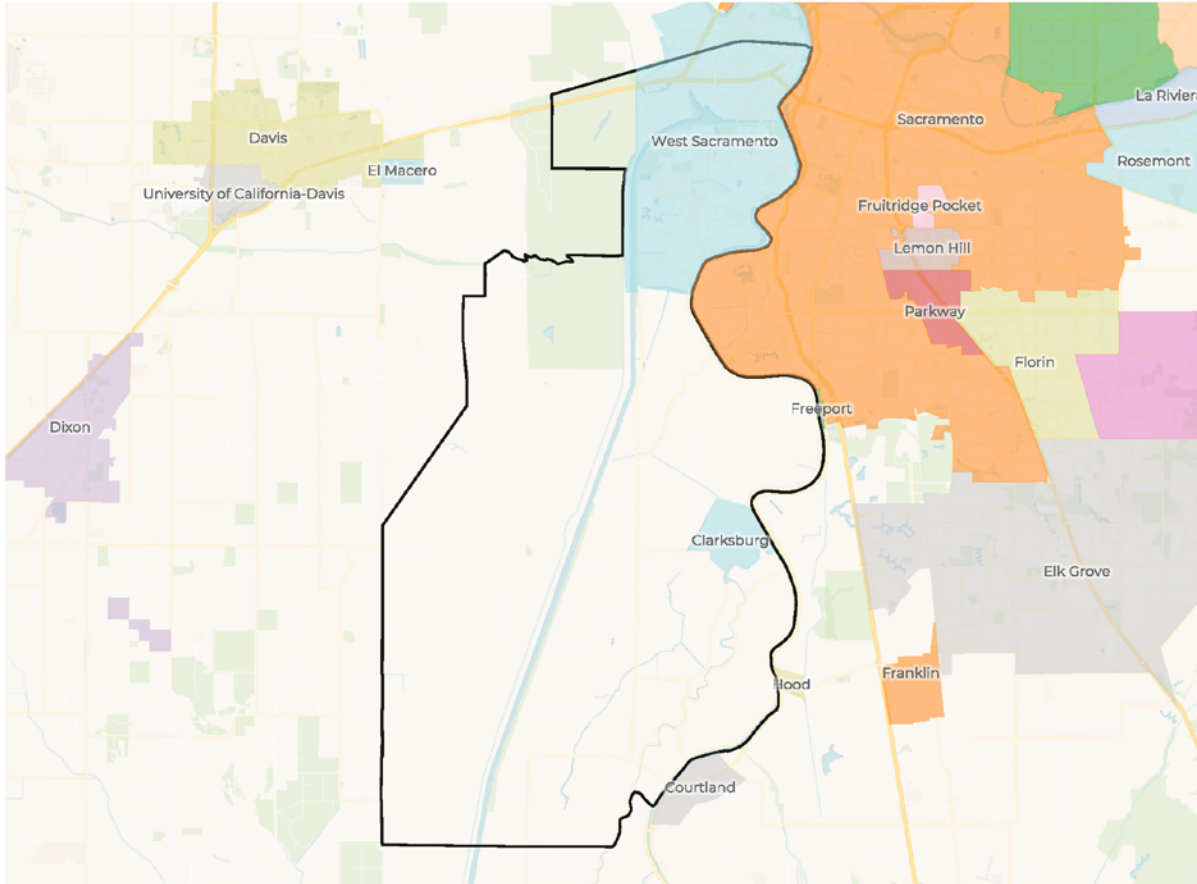 La Riviera
Sacramento
Davis
West Sacramento
Rosemont
El Macero
University of California-Davis
Fruitridge Pocket
Lemon Hill
Parkway
Florin
Freeport
Dixon
Clarksburg
Elk Grove
Franklin
Hood
Courtland